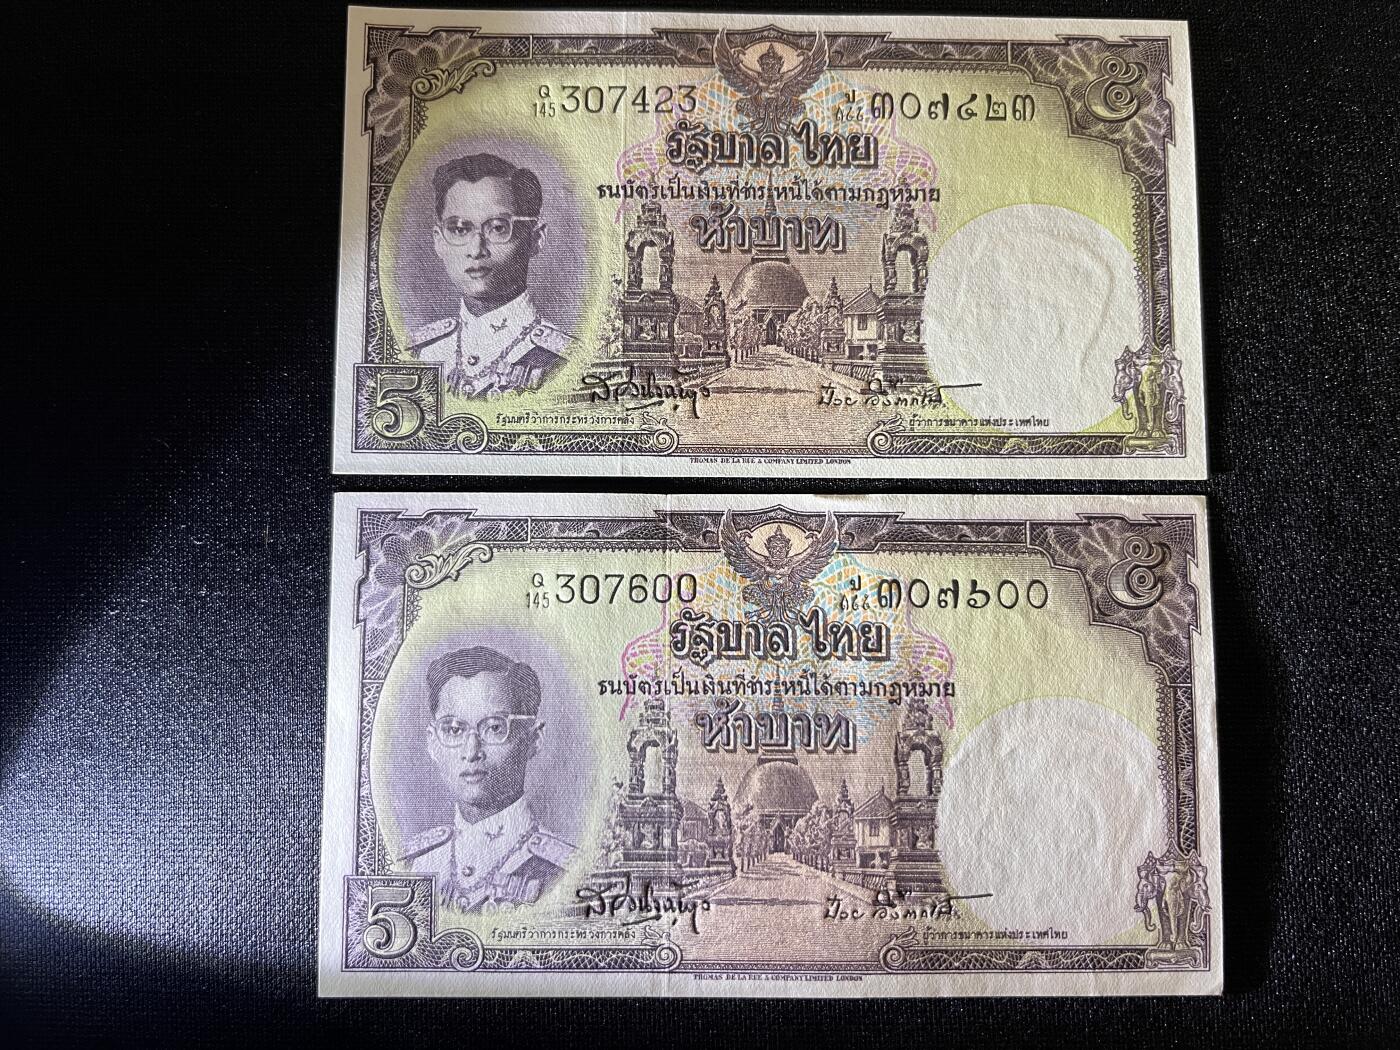 Q
145 307423
ป
๑๔๕ ๓๐๗๔๒๓
๕
รัฐบาลไทย
ธนบัตรเป็นเงินที่ชำระหนี้ได้ตามกฎหมาย
ห้าบาท
5
รัฐมนตรีว่าการกระทรวงการคลัง
ผู้ว่าการธนาคารแห่งประเทศไทย
THOMAS DE LA RUE & COMPANY LIMITED LONDON
Q
145 307600
ป
๑๔๕ ๓๐๗๖๐๐
๕
รัฐบาลไทย
ธนบัตรเป็นเงินที่ชำระหนี้ได้ตามกฎหมาย
ห้าบาท
5
รัฐมนตรีว่าการกระทรวงการคลัง
ผู้ว่าการธนาคารแห่งประเทศไทย
THOMAS DE LA RUE & COMPANY LIMITED LONDON